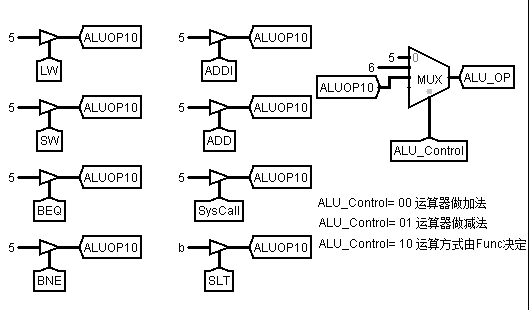 5 ALUOP10 5 ALUOP10
LW ADDI
5 0
6 MUX ALU_OP
ALUOP10
5 ALUOP10 5 ALUOP10
SW ADD
ALU_Control
5 ALUOP10 5 ALUOP10
BEQ SysCall
ALU_Control= 00 运算器做加法
ALU_Control= 01 运算器做减法
ALU_Control= 10 运算方式由Func决定
5 ALUOP10 b ALUOP10
BNE SLT